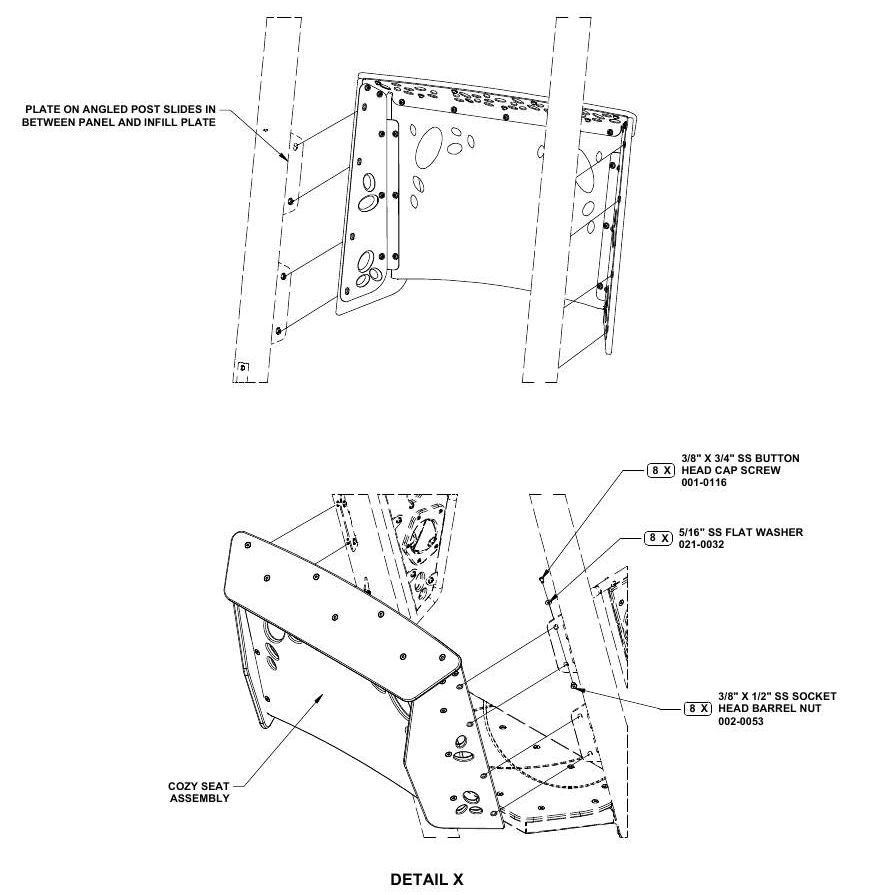 PLATE ON ANGLED POST SLIDES IN
BETWEEN PANEL AND INFILL PLATE
8 X
3/8" X 3/4" SS BUTTON
HEAD CAP SCREW
001-0116
8 X
5/16" SS FLAT WASHER
021-0032
8 X
3/8" X 1/2" SS SOCKET
HEAD BARREL NUT
002-0053
COZY SEAT
ASSEMBLY
DETAIL X